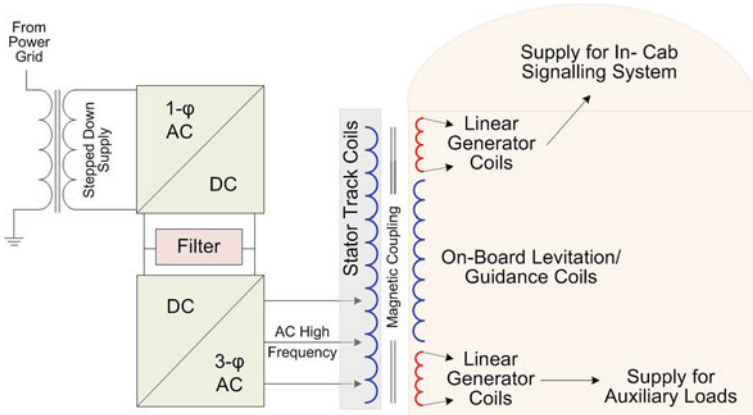 From
Power
Grid
Stepped Down
Supply
1-φ
AC
DC
Filter
DC
3-φ
AC
AC High
Frequency
Stator Track Coils
Magnetic Coupling
Supply for In- Cab
Signalling System
Linear
Generator
Coils
On-Board Levitation/
Guidance Coils
Linear
Generator
Coils
Supply for
Auxiliary Loads